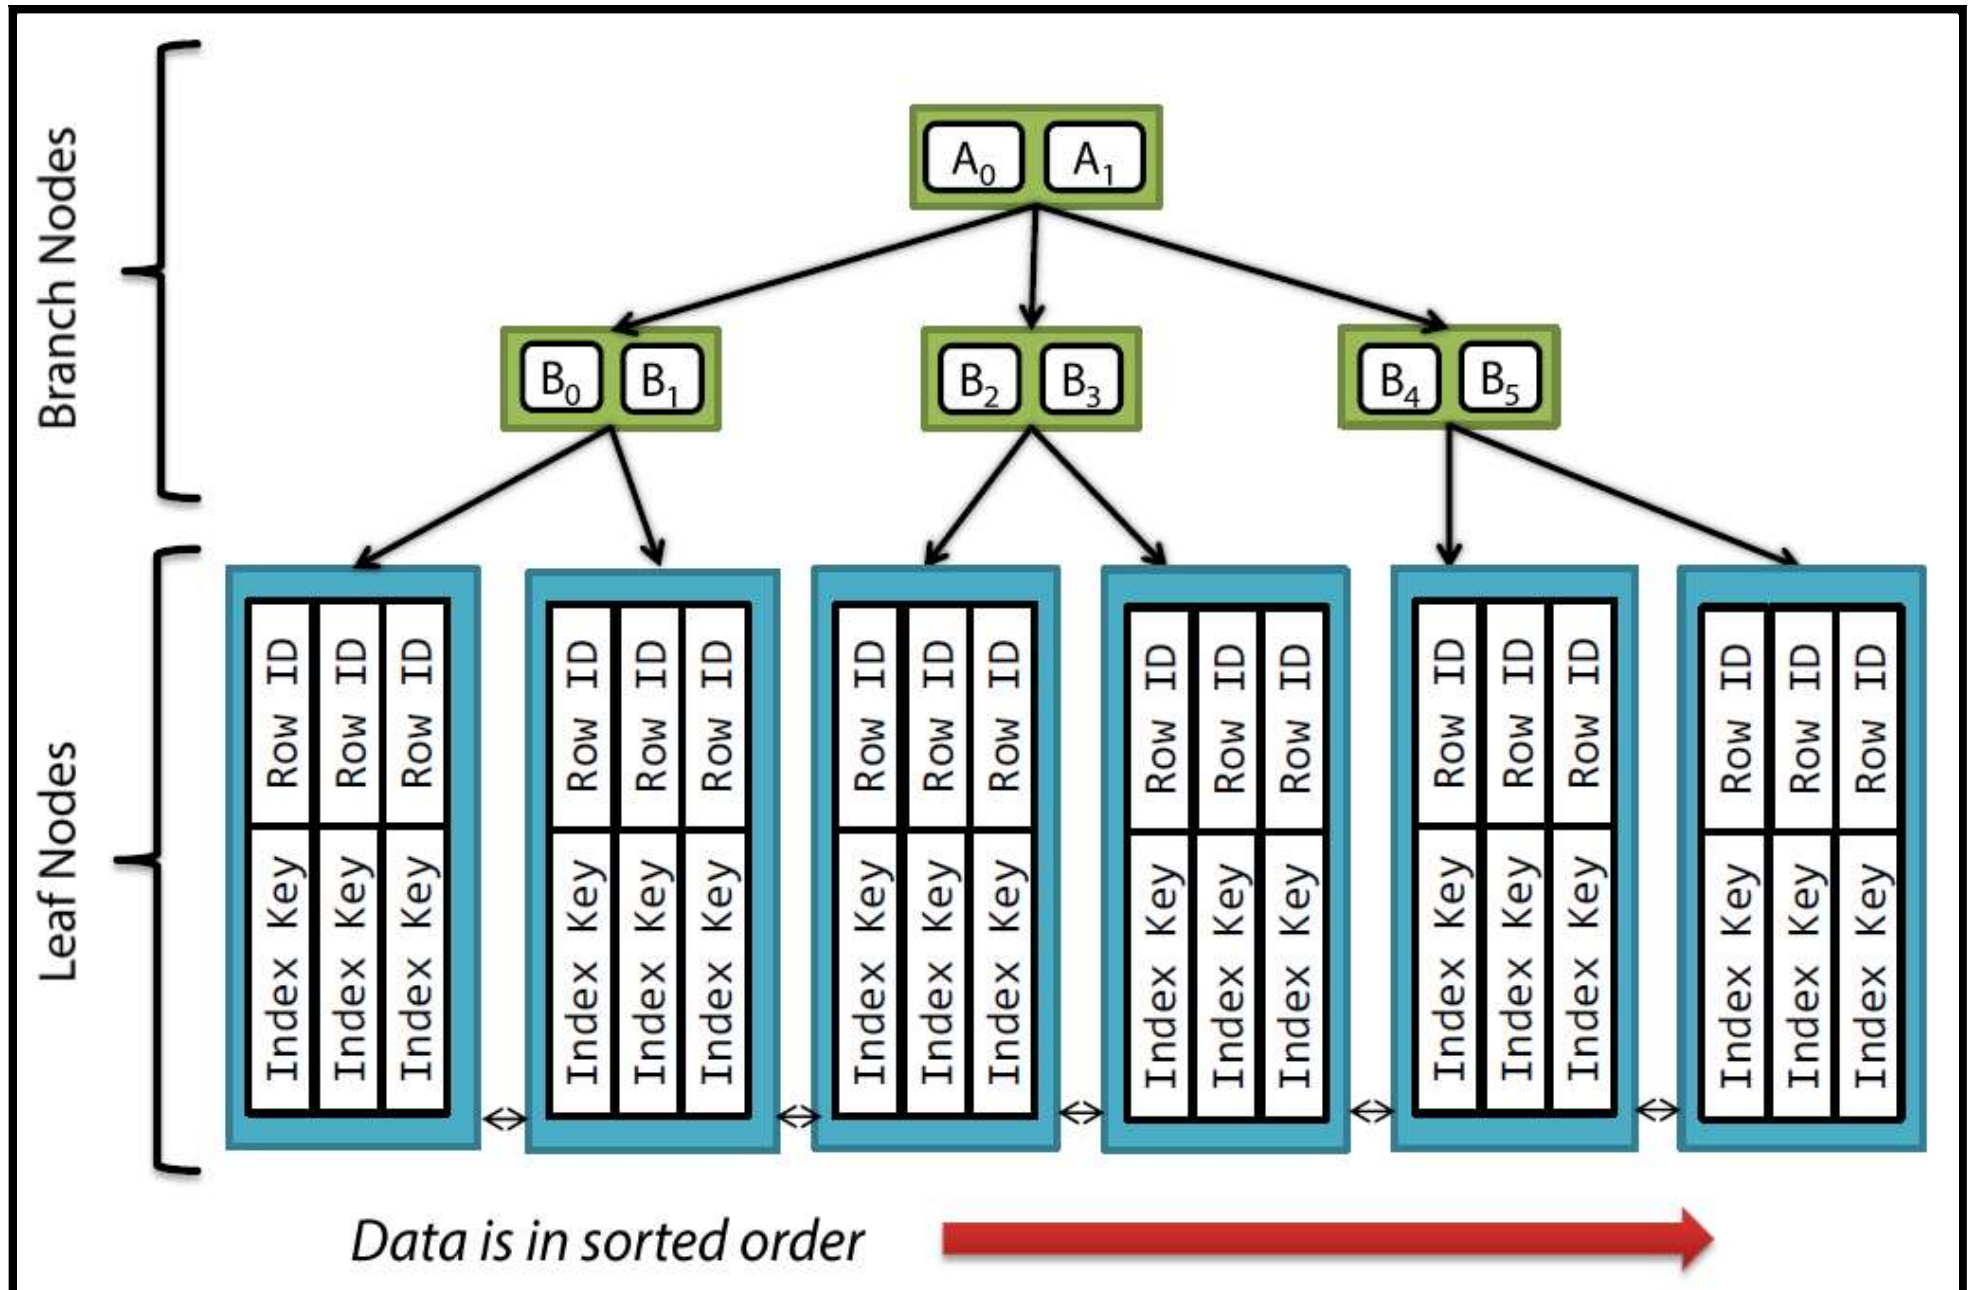 Branch Nodes
A₀ A₁
B₀ B₁ B₂ B₃ B₄ B₅
Leaf Nodes
Row ID Row ID Row ID Row ID Row ID Row ID Row ID Row ID Row ID Row ID Row ID Row ID Row ID Row ID Row ID Row ID Row ID Row ID
Index Key Index Key Index Key Index Key Index Key Index Key Index Key Index Key Index Key Index Key Index Key Index Key Index Key Index Key Index Key Index Key Index Key Index Key
Data is in sorted order